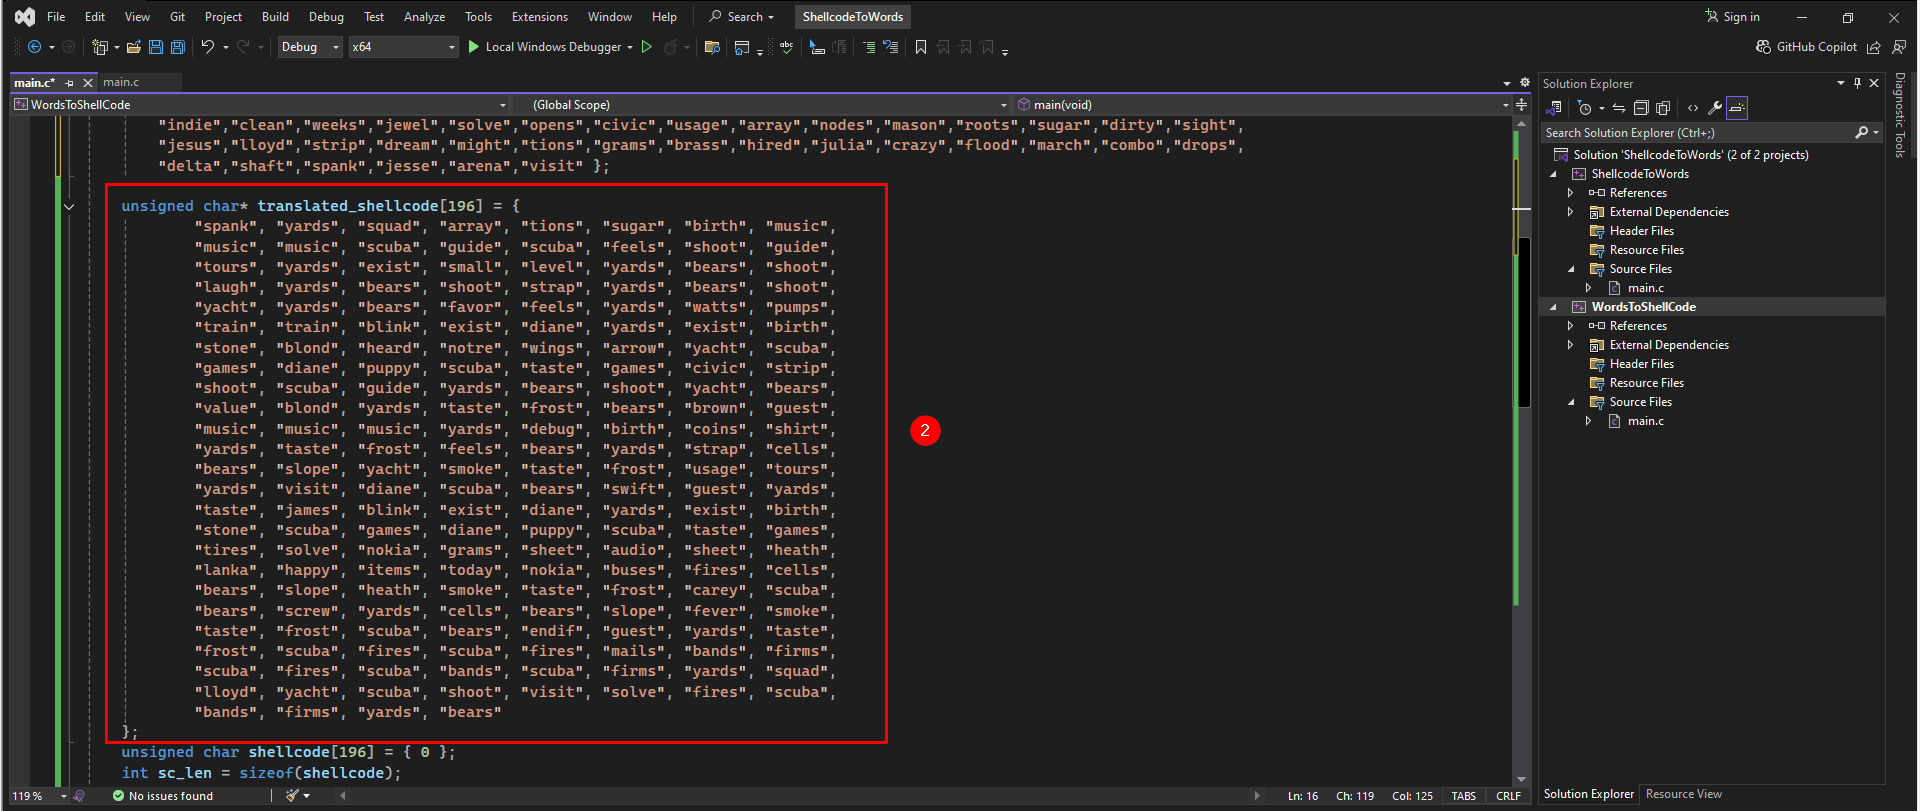 File Edit View Git Project Build Debug Test Analyze Tools Extensions Window Help Search ShellcodeToWords Sign in
Debug x64 Local Windows Debugger abc GitHub Copilot
main.c* main.c
WordsToShellCode (Global Scope) main(void)
"indie","clean","weeks","jewel","solve","opens","civic","usage","array","nodes","mason","roots","sugar","dirty","sight",
"jesus","lloyd","strip","dream","might","tions","grams","brass","hired","julia","crazy","flood","march","combo","drops",
"delta","shaft","spank","jesse","arena","visit" };
unsigned char* translated_shellcode[196] = {
"spank", "yards", "squad", "array", "tions", "sugar", "birth", "music",
"music", "music", "scuba", "guide", "scuba", "feels", "shoot", "guide",
"tours", "yards", "exist", "small", "level", "yards", "bears", "shoot",
"laugh", "yards", "bears", "shoot", "strap", "yards", "bears", "shoot",
"yacht", "yards", "bears", "favor", "feels", "yards", "watts", "pumps",
"train", "train", "blink", "exist", "diane", "yards", "exist", "birth",
"stone", "blond", "heard", "notre", "wings", "arrow", "yacht", "scuba",
"games", "diane", "puppy", "scuba", "taste", "games", "civic", "strip",
"shoot", "scuba", "guide", "yards", "bears", "shoot", "yacht", "bears",
"value", "blond", "yards", "taste", "frost", "bears", "brown", "guest",
"music", "music", "music", "yards", "debug", "birth", "coins", "shirt",
"yards", "taste", "frost", "feels", "bears", "yards", "strap", "cells",
"bears", "slope", "yacht", "smoke", "taste", "frost", "usage", "tours",
"yards", "visit", "diane", "scuba", "bears", "swift", "guest", "yards",
"taste", "james", "blink", "exist", "diane", "yards", "exist", "birth",
"stone", "scuba", "games", "diane", "puppy", "scuba", "taste", "games",
"tires", "solve", "nokia", "grams", "sheet", "audio", "sheet", "heath",
"lanka", "happy", "items", "today", "nokia", "buses", "fires", "cells",
"bears", "slope", "heath", "smoke", "taste", "frost", "carey", "scuba",
"bears", "screw", "yards", "cells", "bears", "slope", "fever", "smoke",
"taste", "frost", "scuba", "bears", "endif", "guest", "yards", "taste",
"frost", "scuba", "fires", "scuba", "fires", "mails", "bands", "firms",
"scuba", "fires", "scuba", "bands", "scuba", "firms", "yards", "squad",
"lloyd", "yacht", "scuba", "shoot", "visit", "solve", "fires", "scuba",
"bands", "firms", "yards", "bears"
};
unsigned char shellcode[196] = { 0 };
int sc_len = sizeof(shellcode);
2
119 % No issues found Ln: 16 Ch: 119 Col: 125 TABS CRLF
Solution Explorer
Search Solution Explorer (Ctrl+;)
Solution 'ShellcodeToWords' (2 of 2 projects)
ShellcodeToWords
References
External Dependencies
Header Files
Resource Files
Source Files
main.c
WordsToShellCode
References
External Dependencies
Header Files
Resource Files
Source Files
main.c
Solution Explorer Resource View
Diagnostic Tools